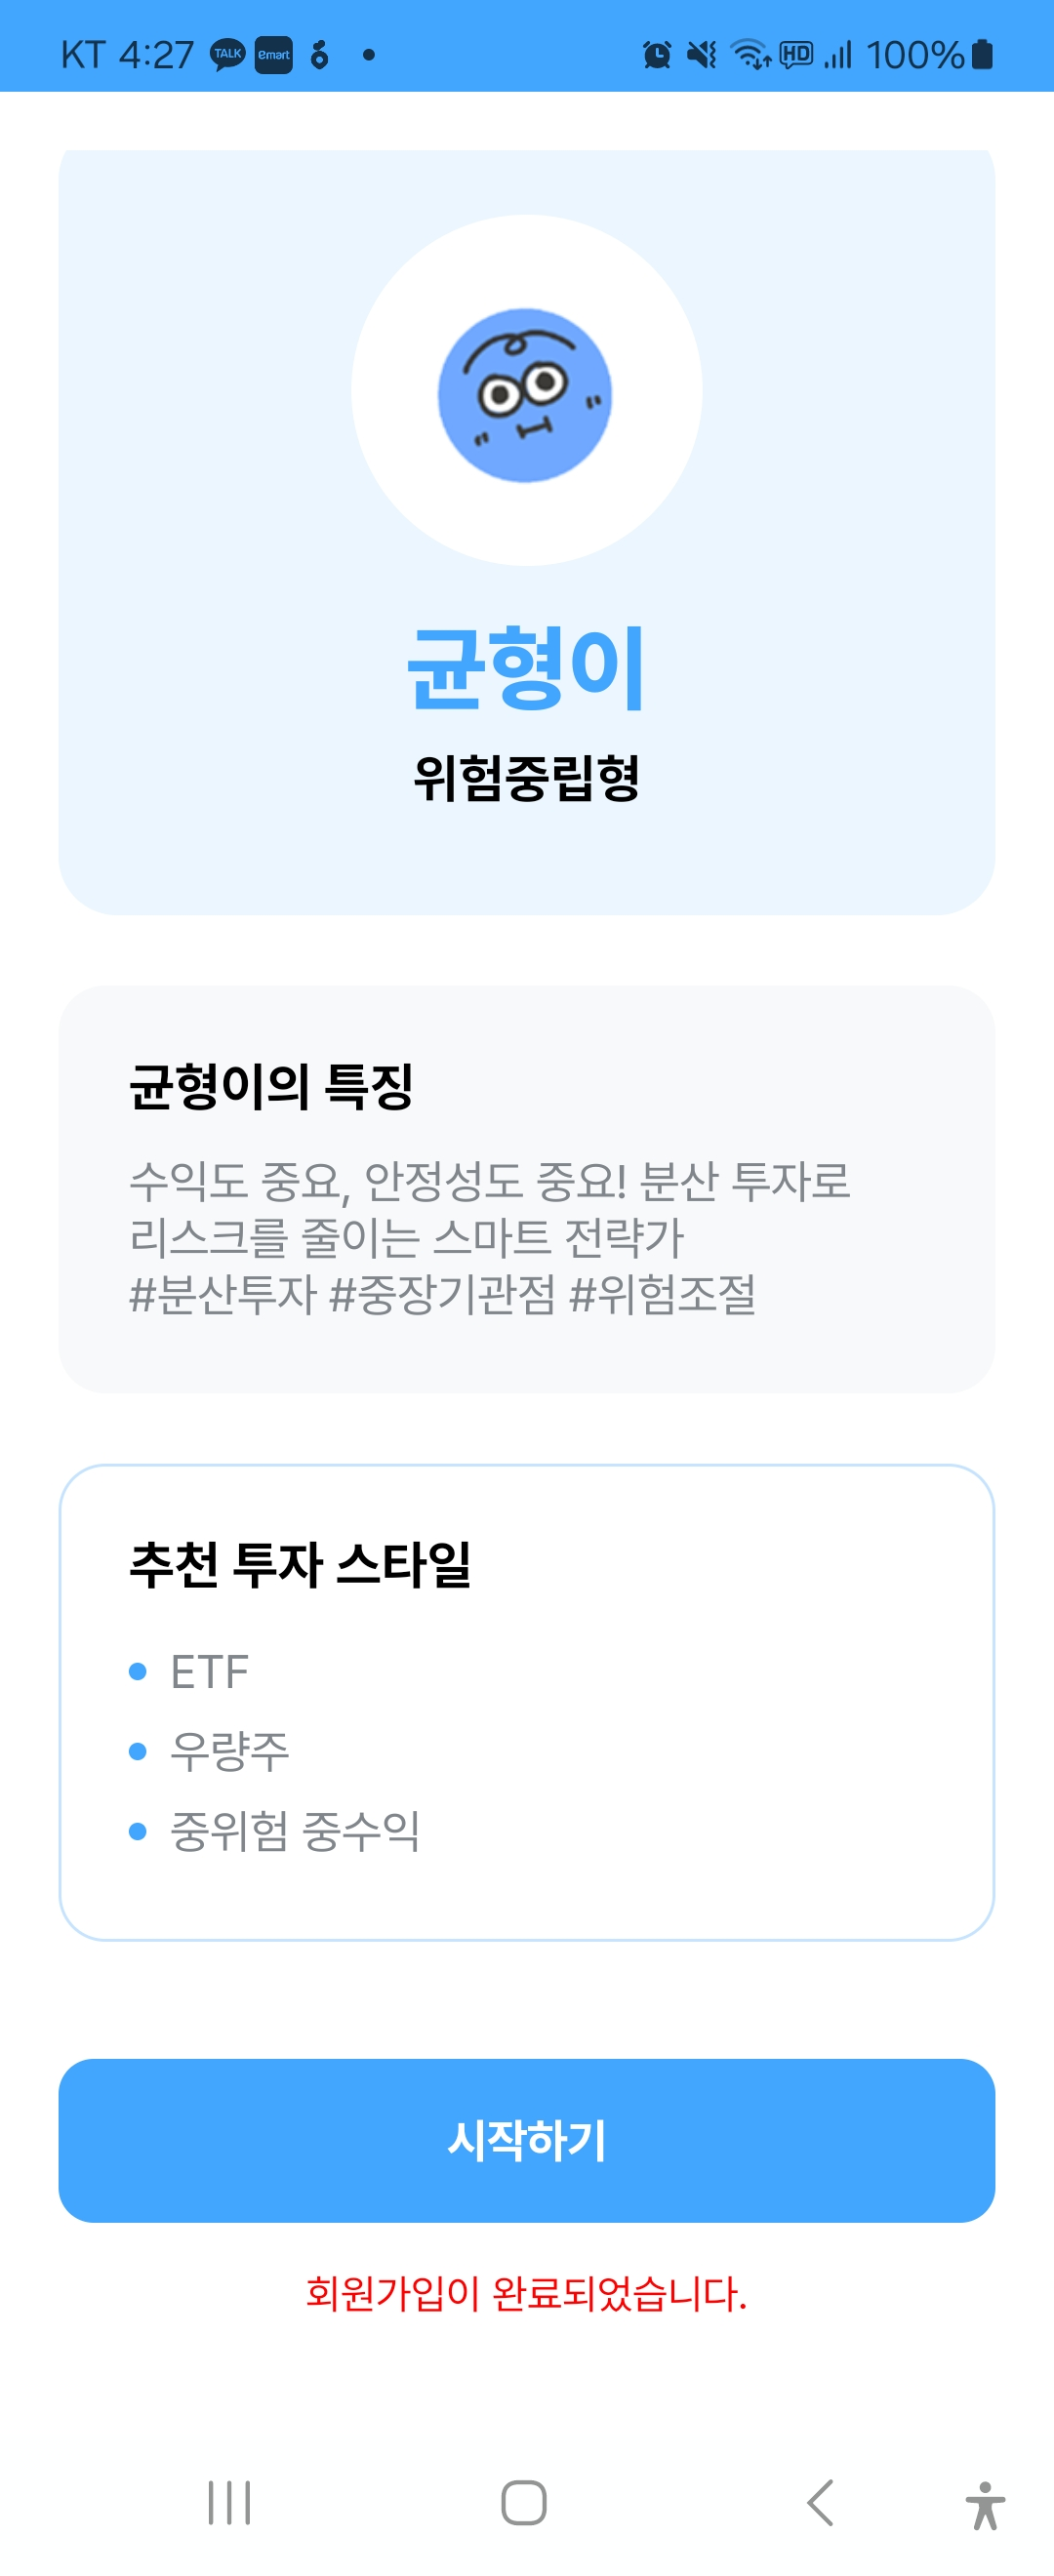 KT 4:27 TALK emart HD 100%
균형이
위험중립형
균형이의 특징
수익도 중요, 안정성도 중요! 분산 투자로
리스크를 줄이는 스마트 전략가
#분산투자 #중장기관점 #위험조절
추천 투자 스타일
ETF
우량주
중위험 중수익
시작하기
회원가입이 완료되었습니다.